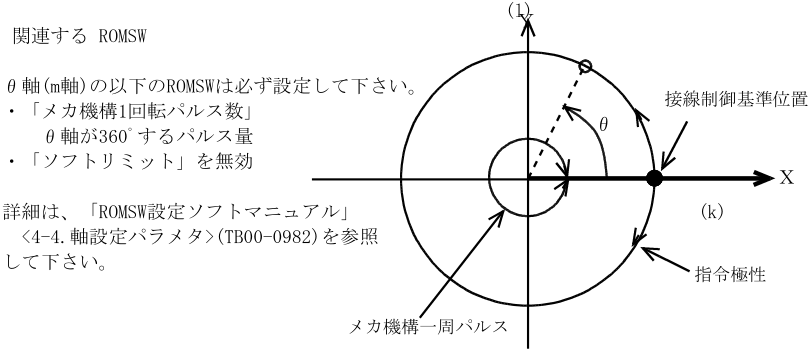 関連する ROMSW
θ軸(m軸)の以下のROMSWは必ず設定して下さい。
・「メカ機構1回転パルス数」
θ軸が360°するパルス量
・「ソフトリミット」を無効
詳細は、「ROMSW設定ソフトマニュアル」
<4-4.軸設定パラメタ>(TB00-0982)を参照
して下さい。
(l)
Y
接線制御基準位置
θ
X
(k)
指令極性
メカ機構一周パルス